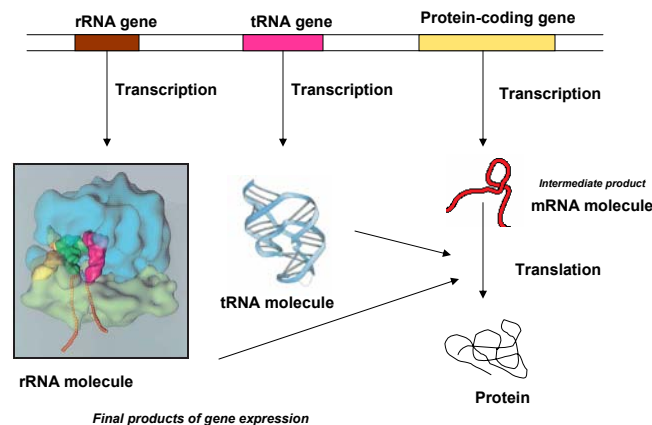 rRNA gene
tRNA gene
Protein-coding gene
Transcription
Transcription
Transcription
Intermediate product
mRNA molecule
Translation
tRNA molecule
rRNA molecule
Protein
Final products of gene expression